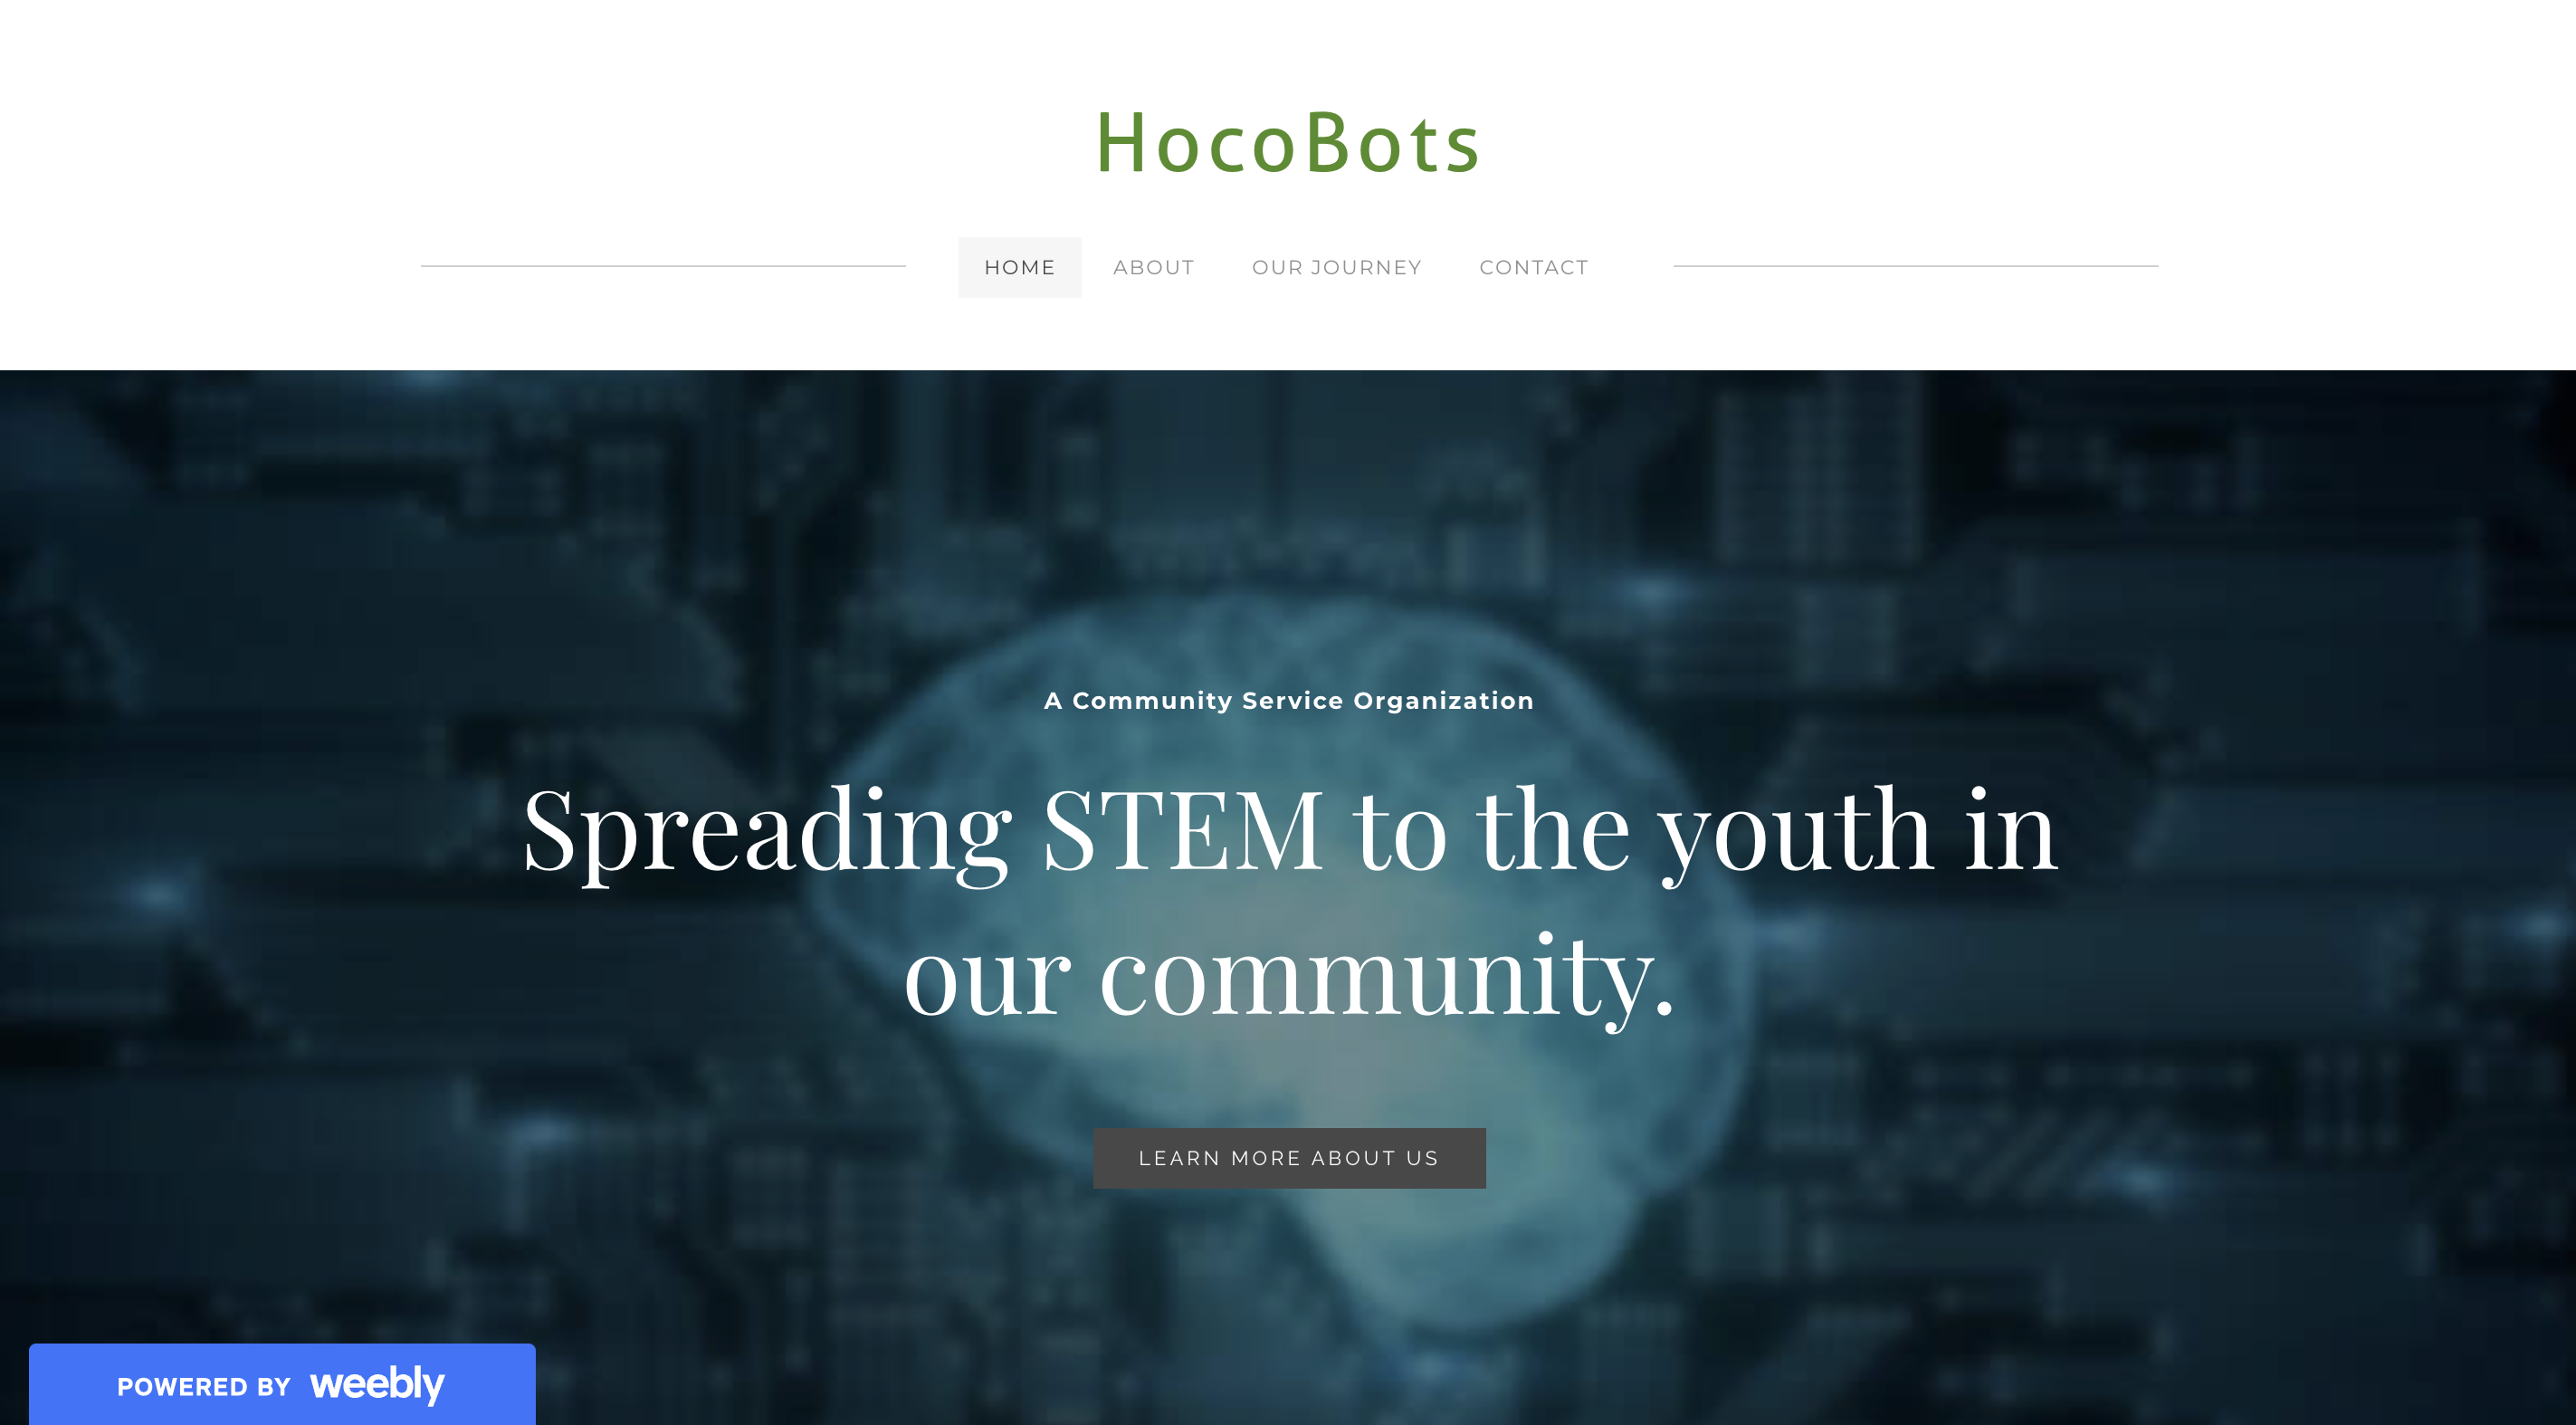 HocoBots
HOME ABOUT OUR JOURNEY CONTACT
A Community Service Organization
Spreading STEM to the youth in
our community.
LEARN MORE ABOUT US
POWERED BY weebly